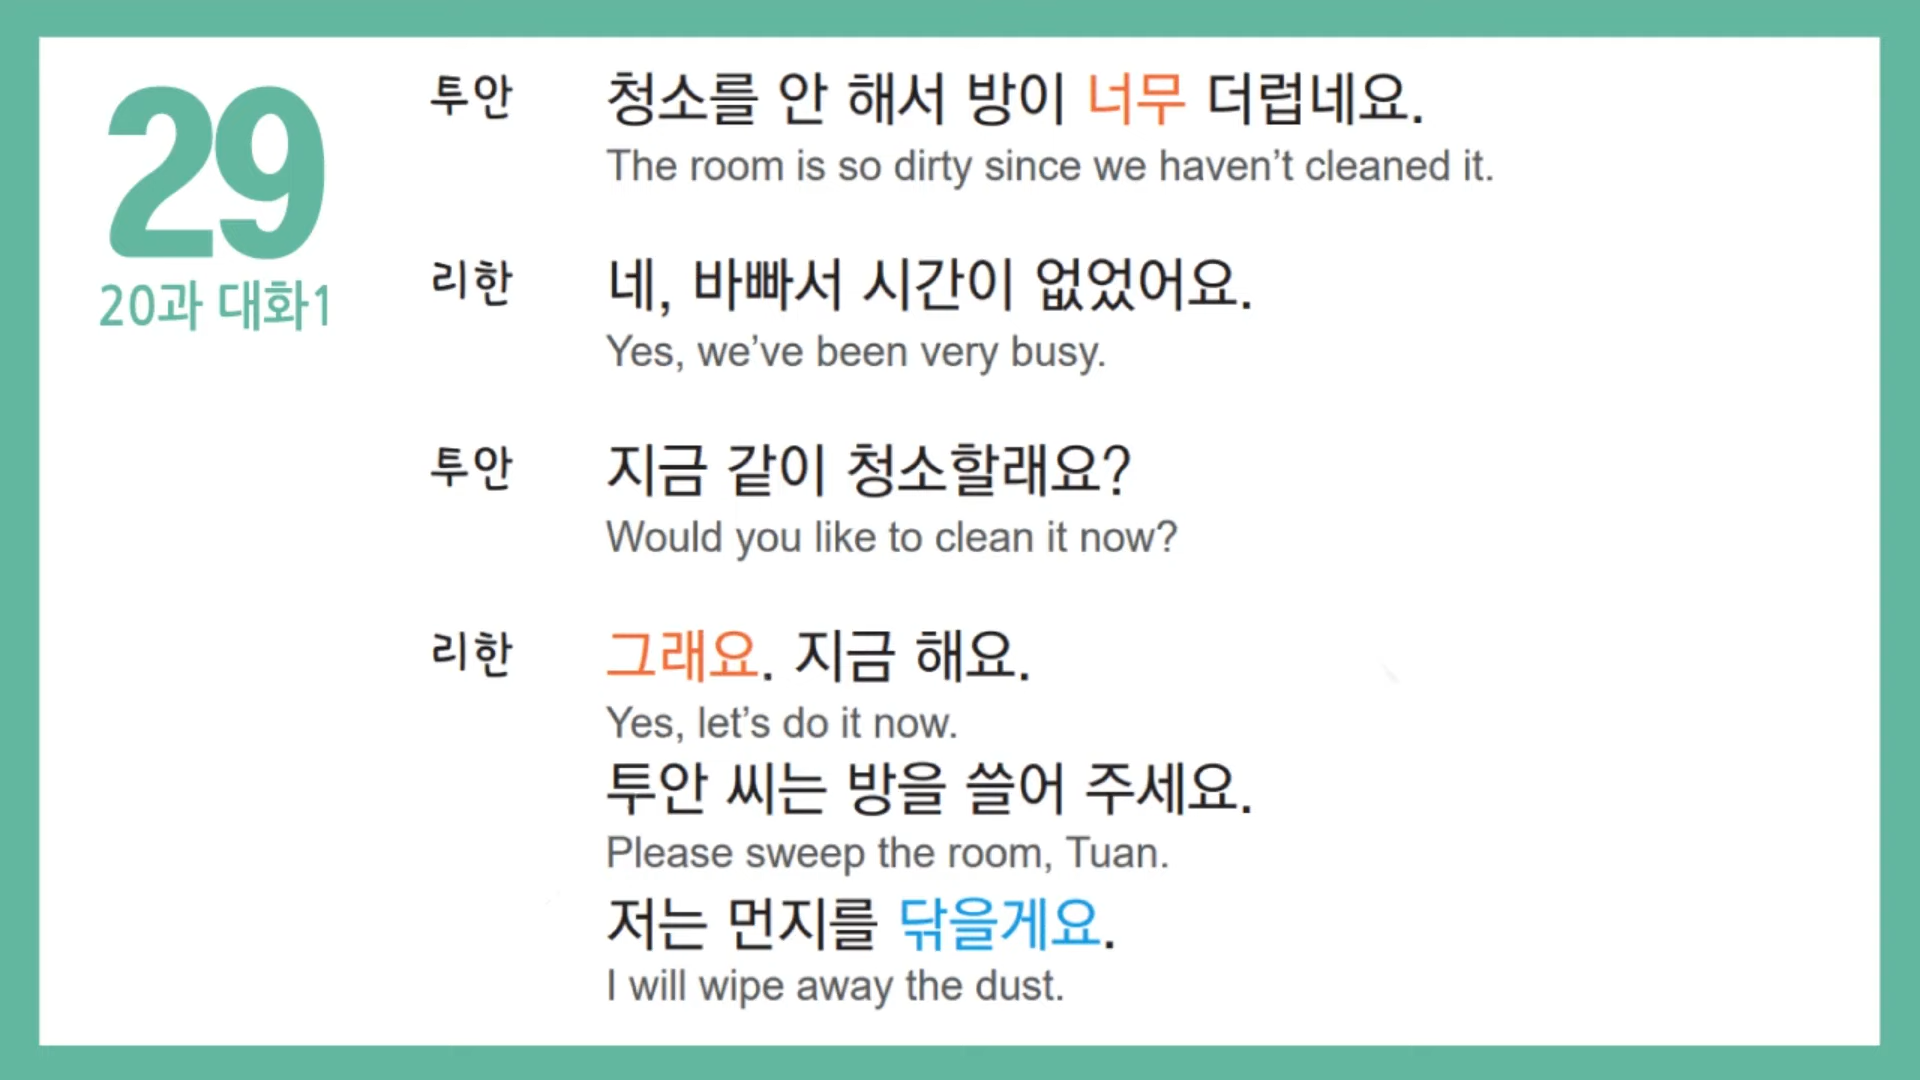 29
20과 대화1
투안 청소를 안 해서 방이 너무 더럽네요.
The room is so dirty since we haven’t cleaned it.
리한 네, 바빠서 시간이 없었어요.
Yes, we’ve been very busy.
투안 지금 같이 청소할래요?
Would you like to clean it now?
리한 그래요. 지금 해요.
Yes, let’s do it now.
투안 씨는 방을 쓸어 주세요.
Please sweep the room, Tuan.
저는 먼지를 닦을게요.
I will wipe away the dust.